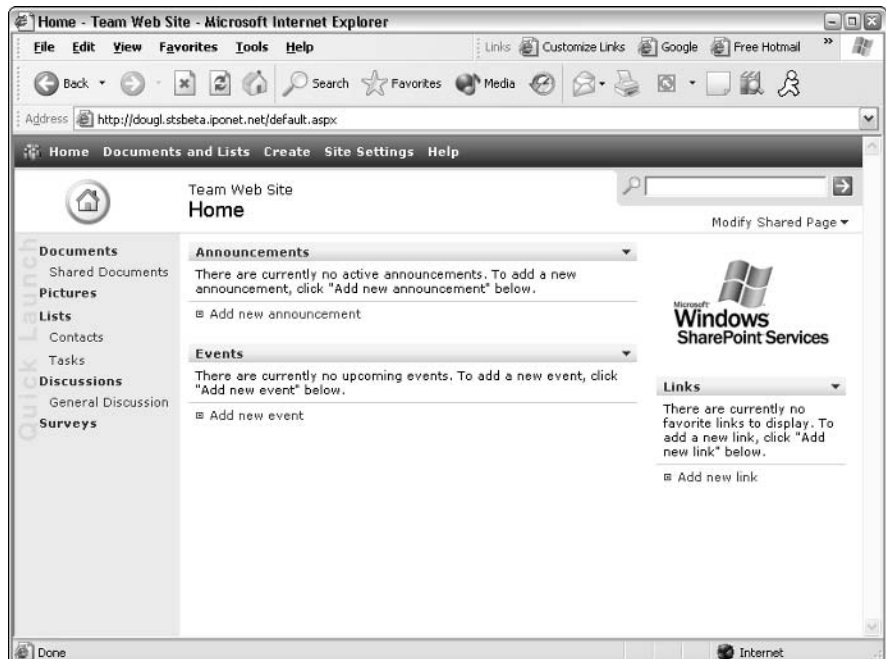 Home - Team Web Site - Microsoft Internet Explorer
File Edit View Favorites Tools Help
Links Customize Links Google Free Hotmail »
Back Search Favorites Media
Address http://dougl.stsbeta.iponet.net/default.aspx
Home Documents and Lists Create Site Settings Help
Team Web Site
Home
Modify Shared Page
Quick Launch
Documents
Shared Documents
Pictures
Lists
Contacts
Tasks
Discussions
General Discussion
Surveys
Announcements
There are currently no active announcements. To add a new
announcement, click "Add new announcement" below.
Add new announcement
Events
There are currently no upcoming events. To add a new event, click
"Add new event" below.
Add new event
Microsoft
Windows
SharePoint Services
Links
There are currently no
favorite links to display. To
add a new link, click "Add
new link" below.
Add new link
Done
Internet